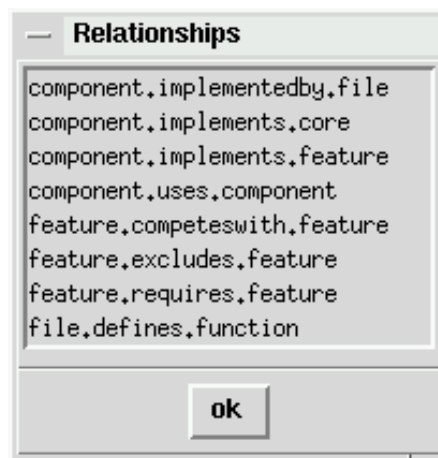 Relationships
component.implementedby.file
component.implements.core
component.implements.feature
component.uses.component
feature.competeswith.feature
feature.excludes.feature
feature.requires.feature
file.defines.function
ok